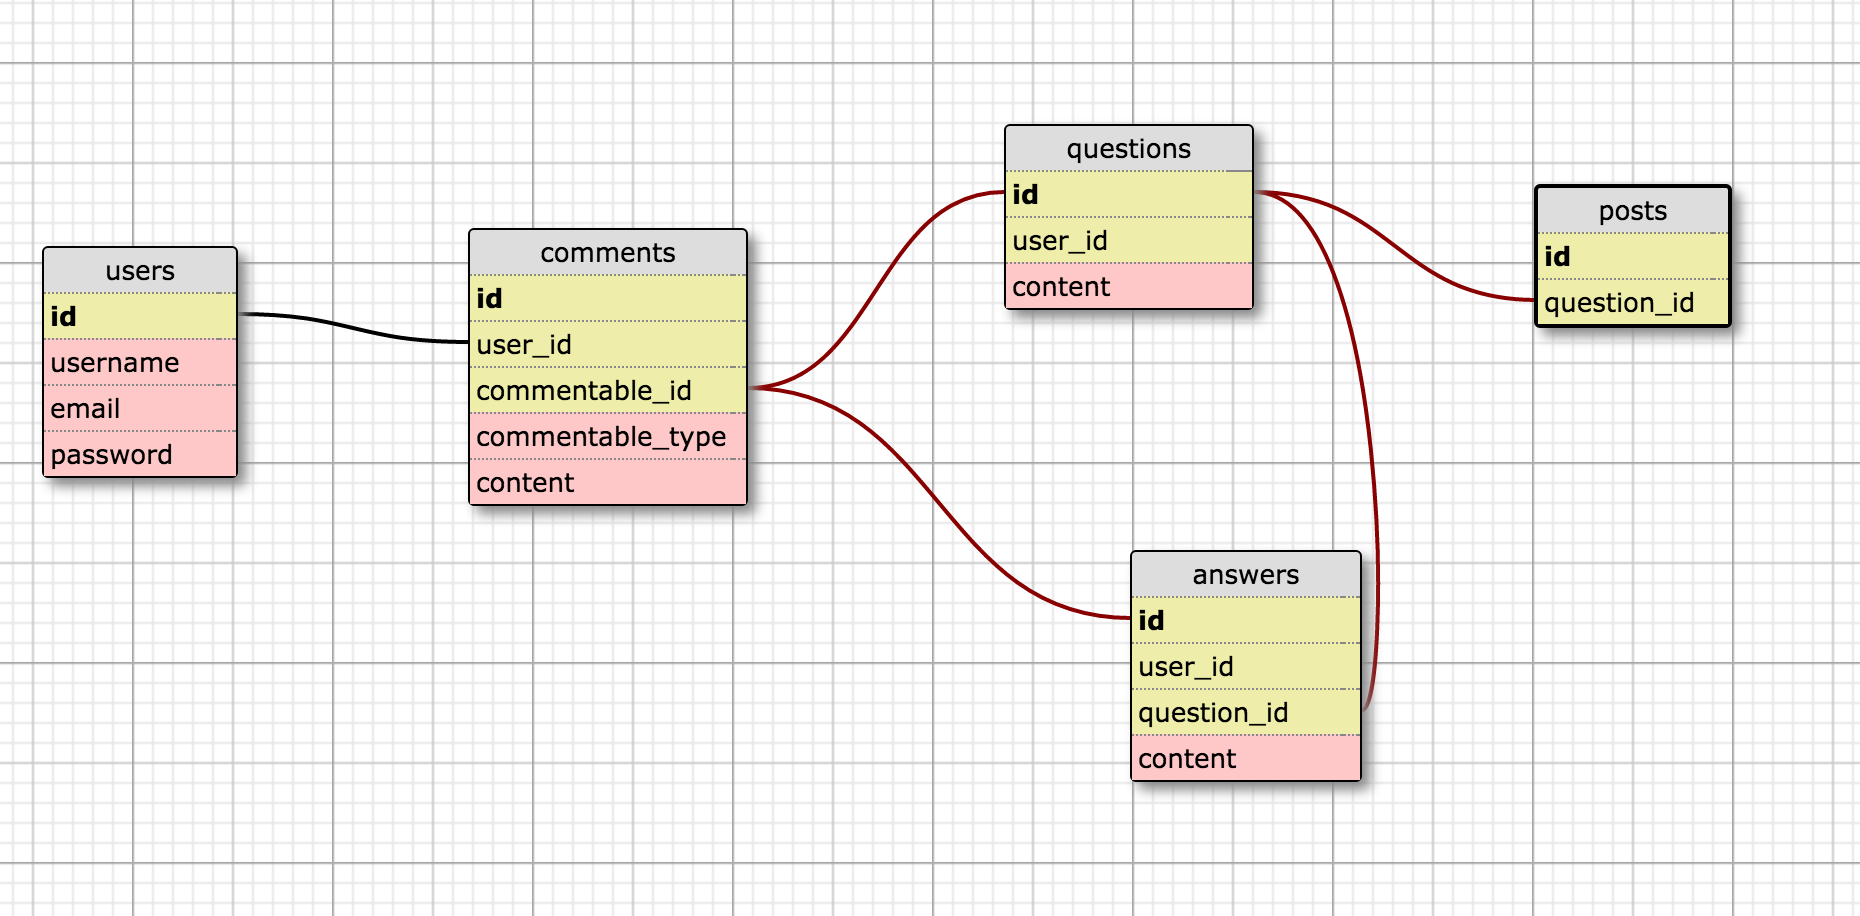 users
id
username
email
password
comments
id
user_id
commentable_id
commentable_type
content
questions
id
user_id
content
answers
id
user_id
question_id
content
posts
id
question_id